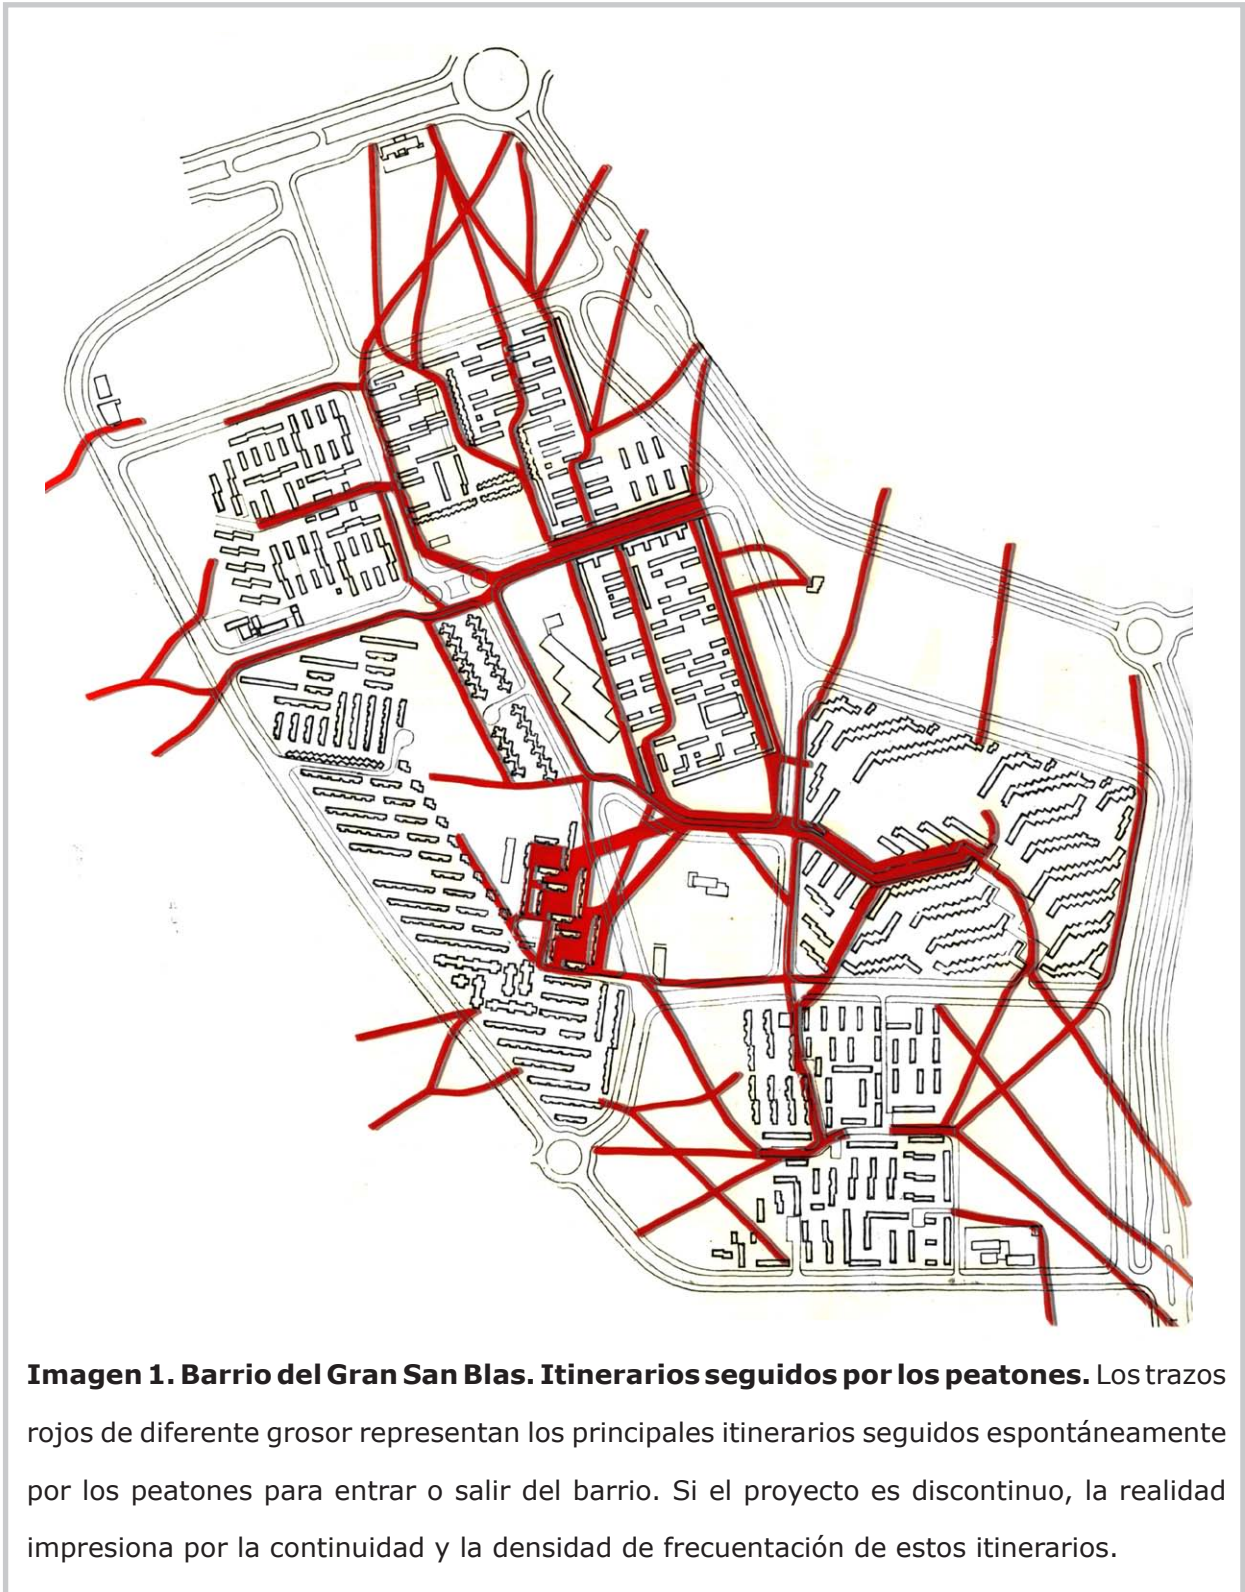 Imagen 1. Barrio del Gran San Blas. Itinerarios seguidos por los peatones. Los trazos
rojos de diferente grosor representan los principales itinerarios seguidos espontáneamente
por los peatones para entrar o salir del barrio. Si el proyecto es discontinuo, la realidad
impresiona por la continuidad y la densidad de frecuentación de estos itinerarios.